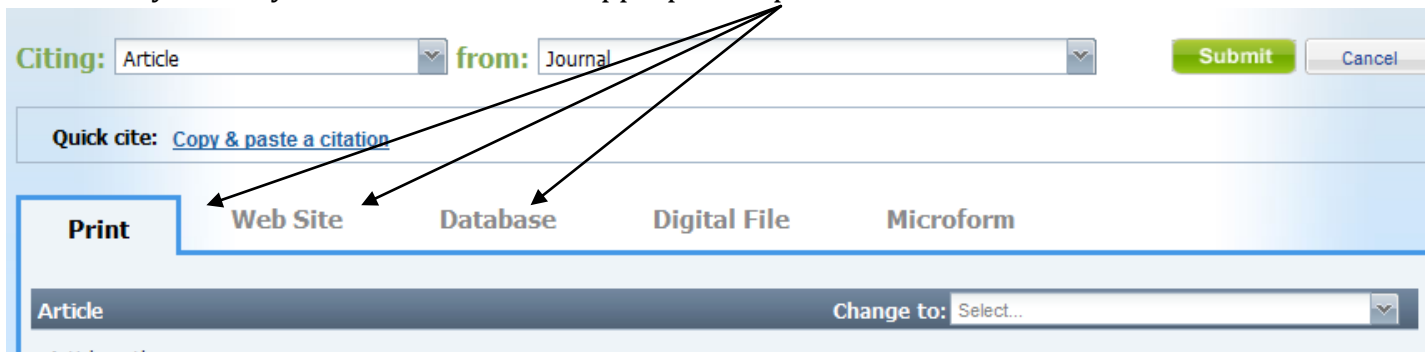 Citing: Article from: Journal Submit Cancel
Quick cite: Copy & paste a citation
Print Web Site Database Digital File Microform
Article Change to: Select...